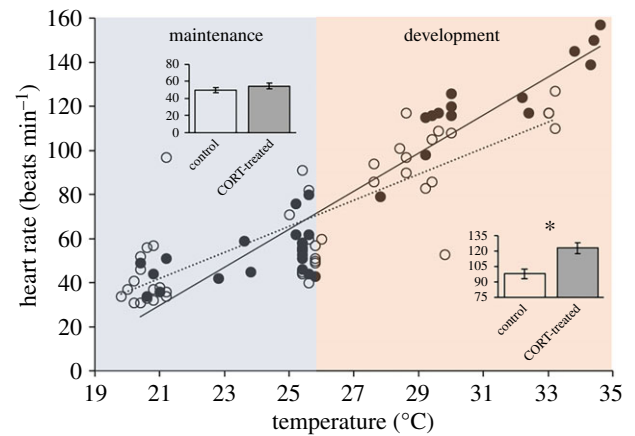 maintenance
development
heart rate (beats min⁻¹)
160
140
120
100
80
60
40
20
0
80
60
40
20
0
control
CORT-treated
*
135
120
105
90
75
control
CORT-treated
19 21 23 25 27 29 31 33 35
temperature (°C)